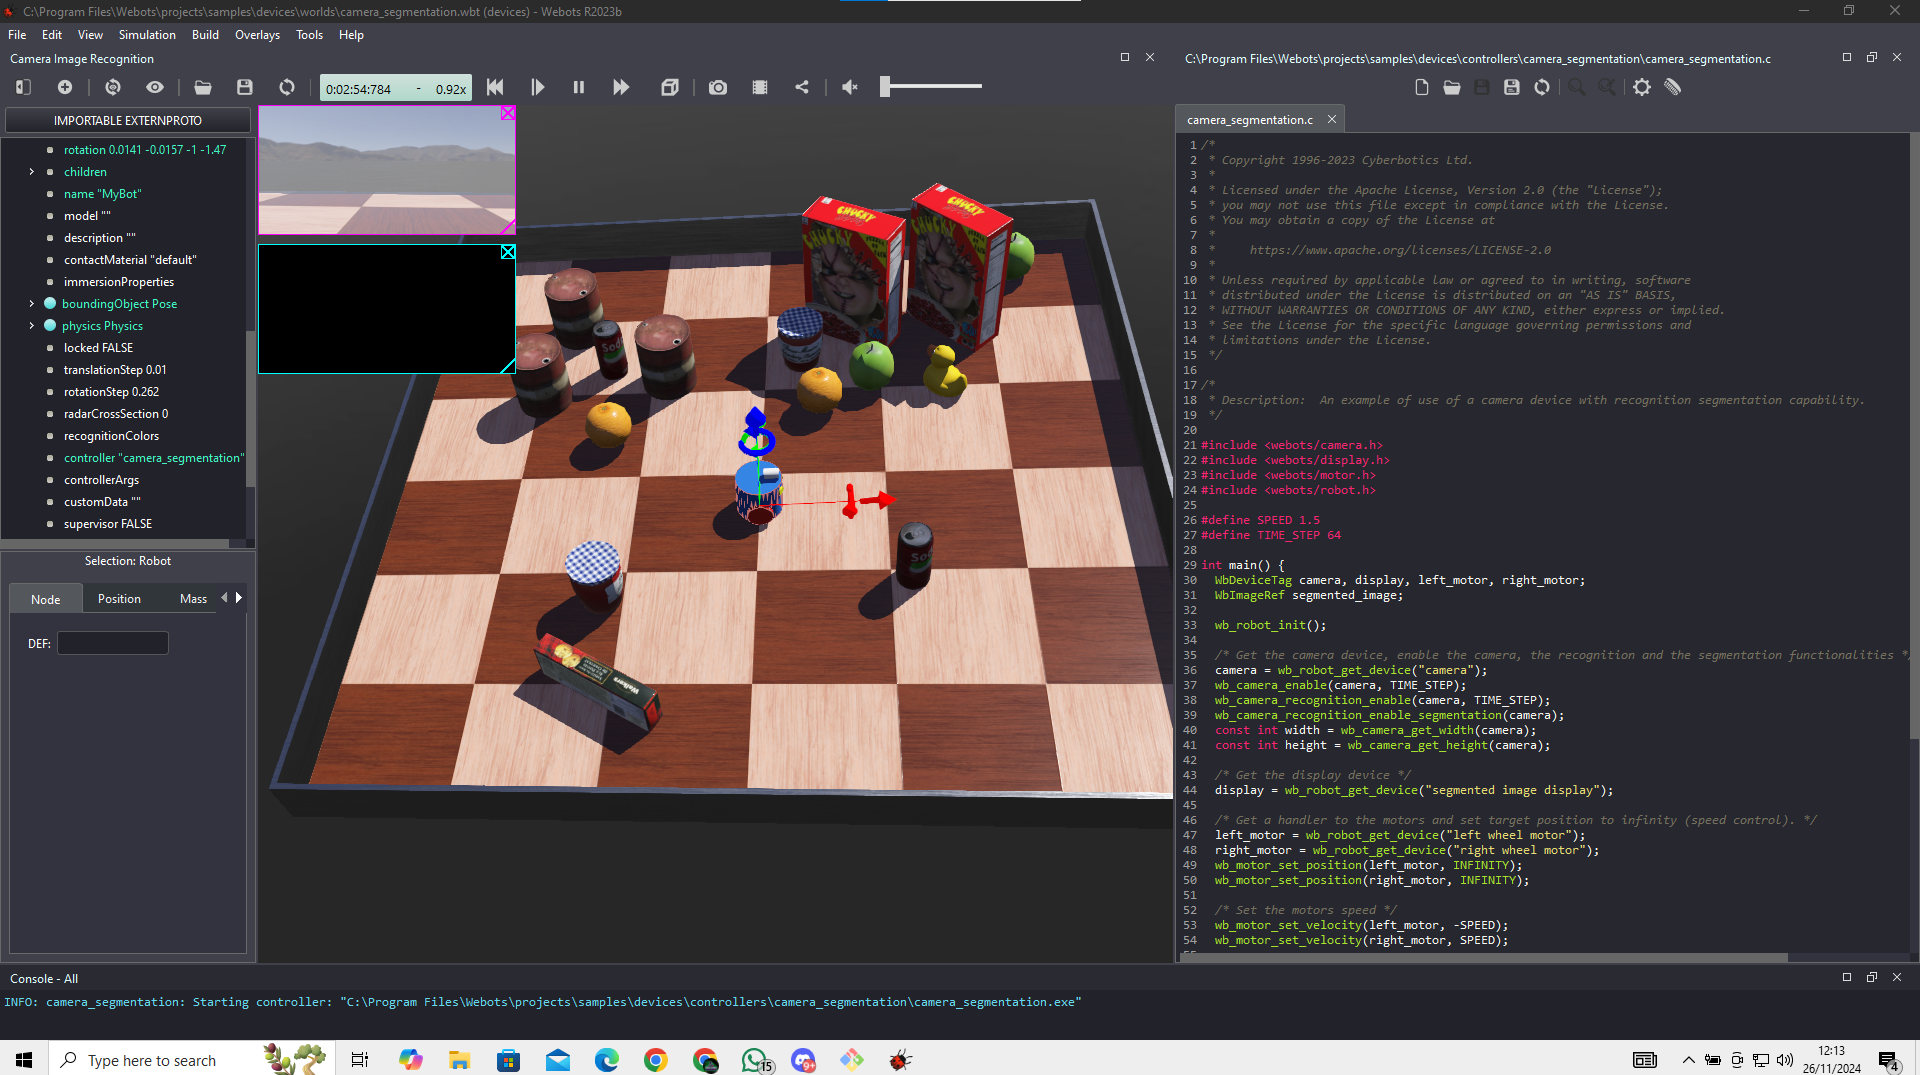 C:\Program Files\Webots\projects\samples\devices\worlds\camera_segmentation.wbt (devices) - Webots R2023b
File Edit View Simulation Build Overlays Tools Help
Camera Image Recognition
0:02:54:784 - 0.92x
IMPORTABLE EXTERNPROTO
rotation 0.0141 -0.0157 -1 -1.47
children
name "MyBot"
model ""
description ""
contactMaterial "default"
immersionProperties
boundingObject Pose
physics Physics
locked FALSE
translationStep 0.01
rotationStep 0.262
radarCrossSection 0
recognitionColors
controller "camera_segmentation"
controllerArgs
customData ""
supervisor FALSE
Selection: Robot
Node Position Mass
DEF:
CHUCKY
CHUCKY
CHUCKY
CHUCKY
Soda
Walkers
C:\Program Files\Webots\projects\samples\devices\controllers\camera_segmentation\camera_segmentation.c
camera_segmentation.c
1 /*
2 * Copyright 1996-2023 Cyberbotics Ltd.
3 *
4 * Licensed under the Apache License, Version 2.0 (the "License");
5 * you may not use this file except in compliance with the License.
6 * You may obtain a copy of the License at
7 *
8 * https://www.apache.org/licenses/LICENSE-2.0
9 *
10 * Unless required by applicable law or agreed to in writing, software
11 * distributed under the License is distributed on an "AS IS" BASIS,
12 * WITHOUT WARRANTIES OR CONDITIONS OF ANY KIND, either express or implied.
13 * See the License for the specific language governing permissions and
14 * limitations under the License.
15 */
16
17 /*
18 * Description:  An example of use of a camera device with recognition segmentation capability.
19 */
20
21 #include <webots/camera.h>
22 #include <webots/display.h>
23 #include <webots/motor.h>
24 #include <webots/robot.h>
25
26 #define SPEED 1.5
27 #define TIME_STEP 64
28
29 int main() {
30 WbDeviceTag camera, display, left_motor, right_motor;
31 WbImageRef segmented_image;
32
33 wb_robot_init();
34
35 /* Get the camera device, enable the camera, the recognition and the segmentation functionalities *
36 camera = wb_robot_get_device("camera");
37 wb_camera_enable(camera, TIME_STEP);
38 wb_camera_recognition_enable(camera, TIME_STEP);
39 wb_camera_recognition_enable_segmentation(camera);
40 const int width = wb_camera_get_width(camera);
41 const int height = wb_camera_get_height(camera);
42
43 /* Get the display device */
44 display = wb_robot_get_device("segmented image display");
45
46 /* Get a handler to the motors and set target position to infinity (speed control). */
47 left_motor = wb_robot_get_device("left wheel motor");
48 right_motor = wb_robot_get_device("right wheel motor");
49 wb_motor_set_position(left_motor, INFINITY);
50 wb_motor_set_position(right_motor, INFINITY);
51
52 /* Set the motors speed */
53 wb_motor_set_velocity(left_motor, -SPEED);
54 wb_motor_set_velocity(right_motor, SPEED);
Console - All
INFO: camera_segmentation: Starting controller: "C:\Program Files\Webots\projects\samples\devices\controllers\camera_segmentation\camera_segmentation.exe"
Type here to search
15
9+
12:13
26/11/2024
4